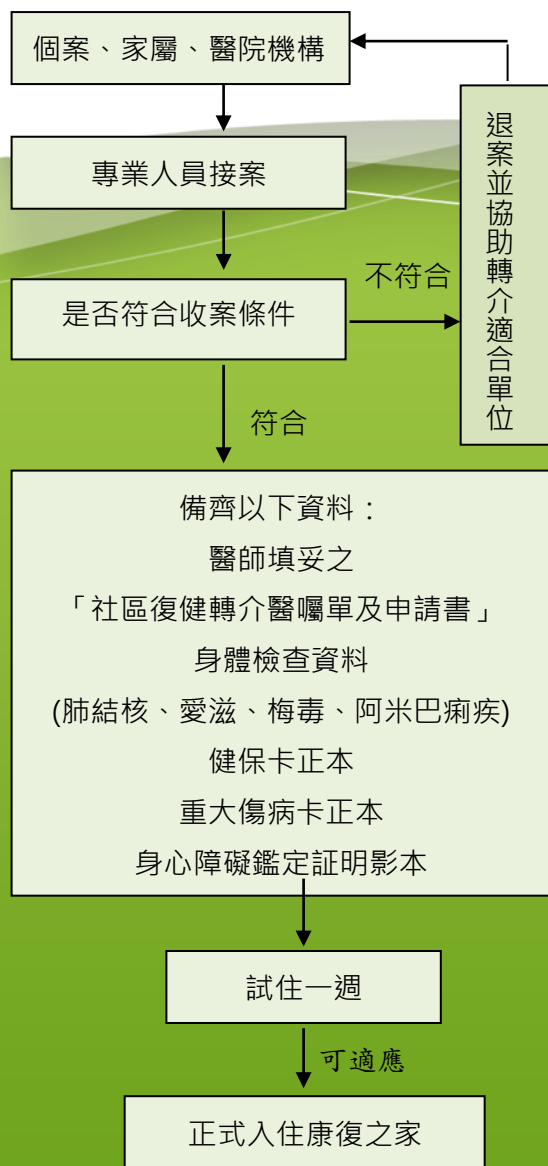 個案、家屬、醫院機構
專業人員接案
是否符合收案條件
不符合
退案並協助轉介適合單位
符合
備齊以下資料：
醫師填妥之
「社區復健轉介醫囑單及申請書」
身體檢查資料
(肺結核、愛滋、梅毒、阿米巴痢疾)
健保卡正本
重大傷病卡正本
身心障礙鑑定証明影本
試住一週
可適應
正式入住康復之家